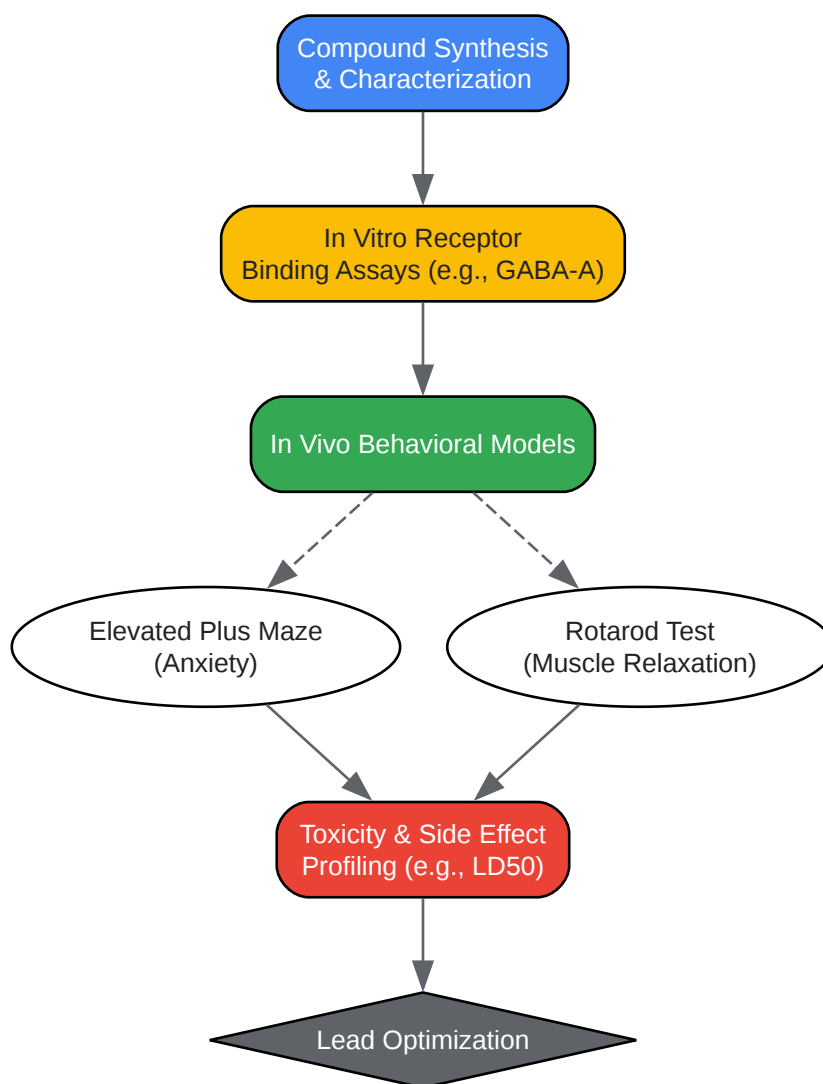 Compound Synthesis
& Characterization
In Vitro Receptor
Binding Assays (e.g., GABA-A)
In Vivo Behavioral Models
Elevated Plus Maze
(Anxiety)
Rotarod Test
(Muscle Relaxation)
Toxicity & Side Effect
Profiling (e.g., LD50)
Lead Optimization